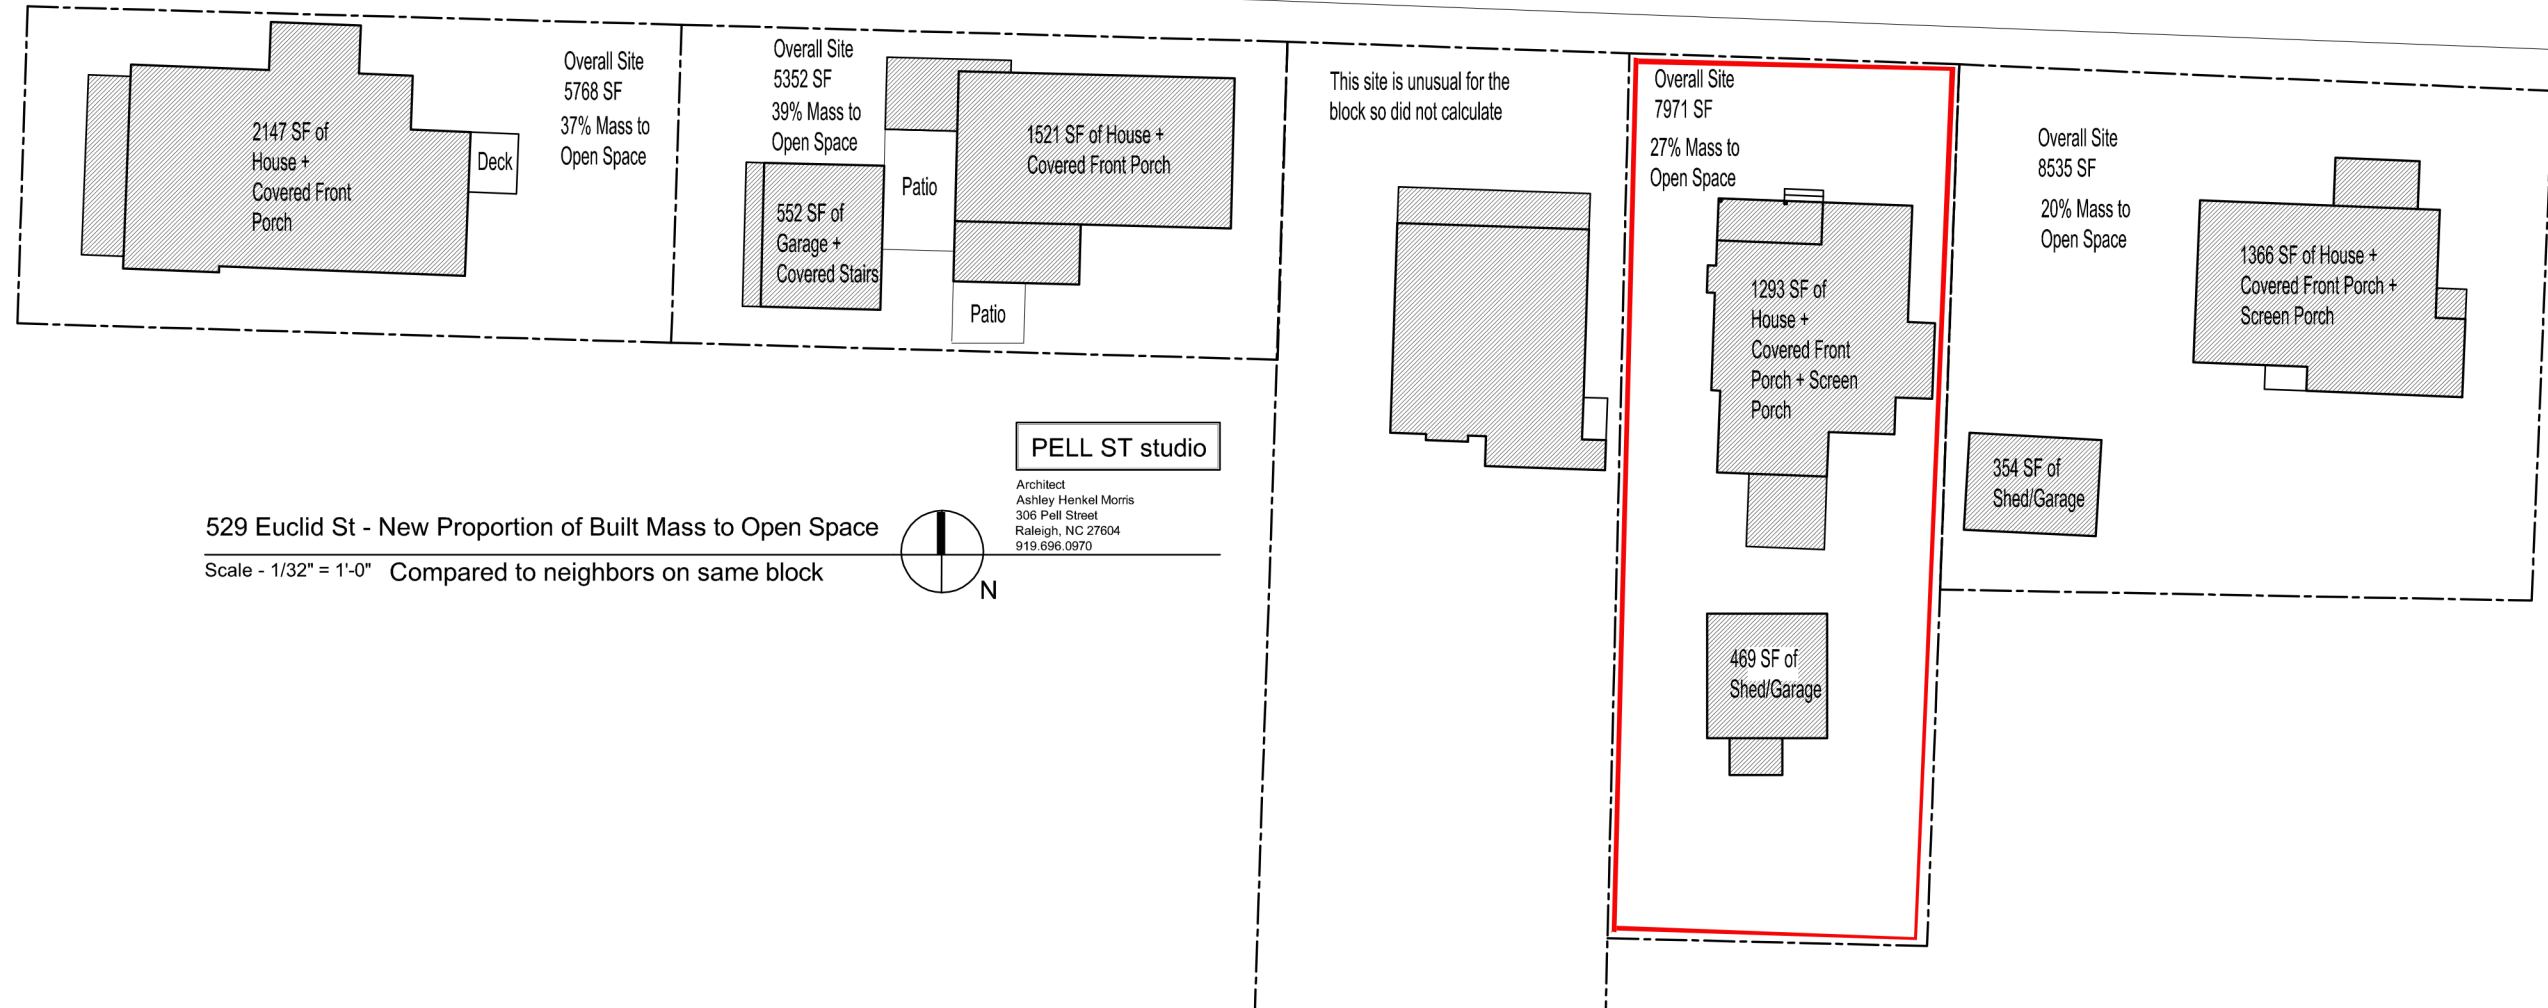 Overall Site
5768 SF
37% Mass to
Open Space
2147 SF of
House +
Covered Front
Porch
Deck
Overall Site
5352 SF
39% Mass to
Open Space
1521 SF of House +
Covered Front Porch
Patio
552 SF of
Garage +
Covered Stairs
Patio
This site is unusual for the
block so did not calculate
Overall Site
7971 SF
27% Mass to
Open Space
1293 SF of
House +
Covered Front
Porch + Screen
Porch
469 SF of
Shed/Garage
Overall Site
8535 SF
20% Mass to
Open Space
1366 SF of House +
Covered Front Porch +
Screen Porch
354 SF of
Shed/Garage
PELL ST studio
Architect
Ashley Henkel Morris
306 Pell Street
Raleigh, NC 27604
919.696.0970
529 Euclid St - New Proportion of Built Mass to Open Space
Scale - 1/32" = 1'-0" Compared to neighbors on same block
N